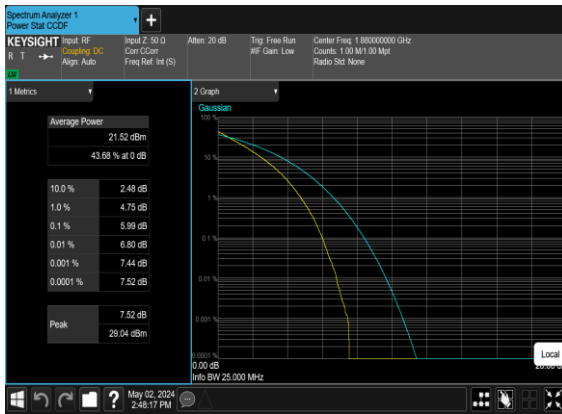 Spectrum Analyzer 1
Power Stat CCDF
+
KEYSIGHT
R T
LXI
Input: RF
Coupling: DC
Align: Auto
Input Z: 50 Ω
Corr CCorr
Freq Ref: Int (S)
Atten: 20 dB
Trig: Free Run
#IF Gain: Low
Center Freq: 1.880000000 GHz
Counts: 1.00 M/1.00 Mpt
Radio Std: None
1 Metrics
Average Power
21.52 dBm
43.68 % at 0 dB
10.0 % 2.48 dB
1.0 % 4.75 dB
0.1 % 5.99 dB
0.01 % 6.80 dB
0.001 % 7.44 dB
0.0001 % 7.52 dB
Peak
7.52 dB
29.04 dBm
2 Graph
Gaussian
100 %
10 %
1 %
0.1 %
0.01 %
0.001 %
0.0001 %
0.00 dB
Info BW 25.000 MHz
Local
?
May 02, 2024
2:48:17 PM